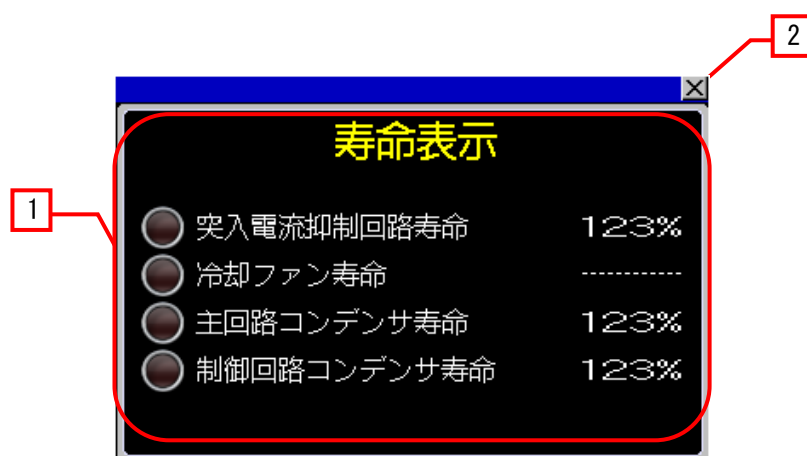 2
×
寿命表示
1
突入電流抑制回路寿命 123%
冷却ファン寿命 -----------
主回路コンデンサ寿命 123%
制御回路コンデンサ寿命 123%